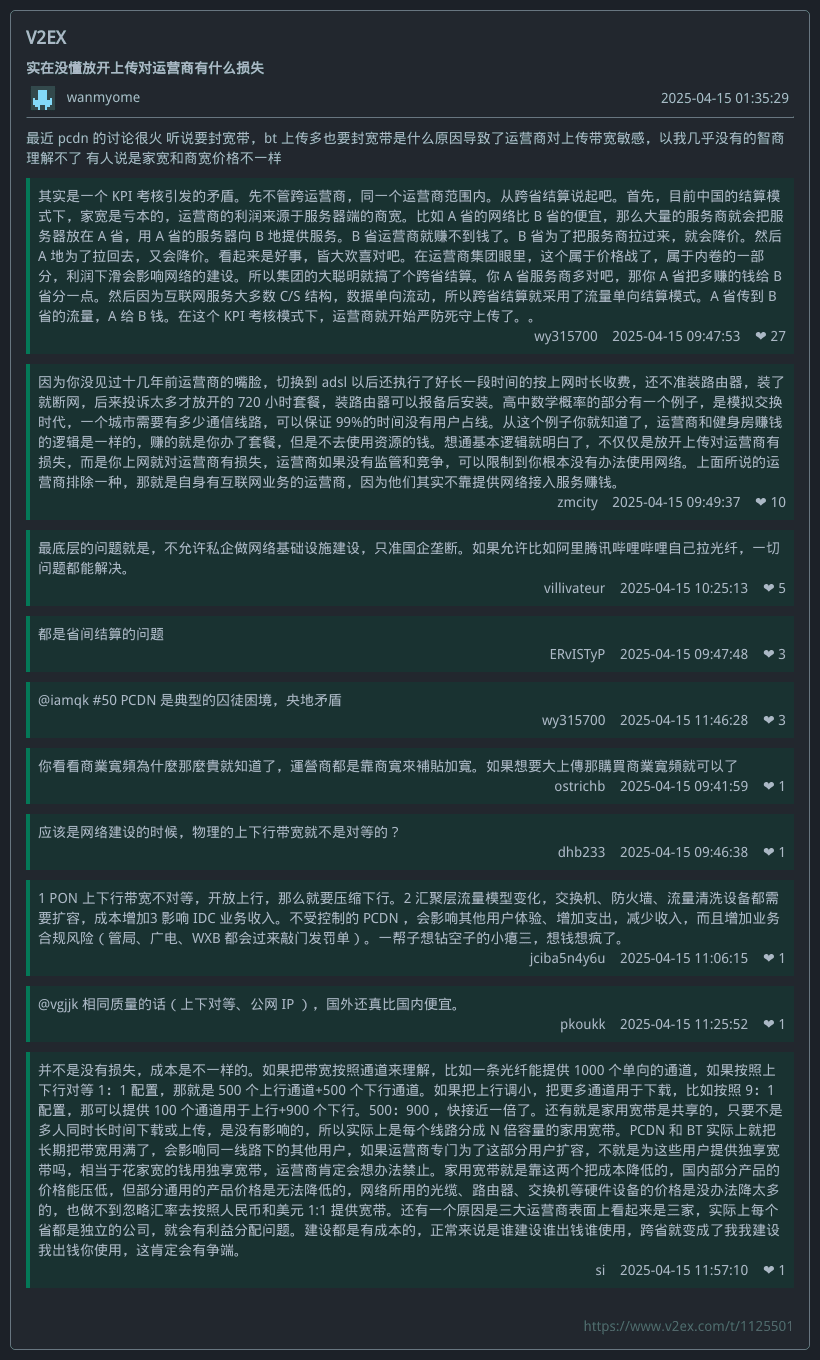 V2EX
实在没懂放开上传对运营商有什么损失
wanmyome 2025-04-15 01:35:29
最近 pcdn 的讨论很火 听说要封宽带，bt 上传多也要封宽带是什么原因导致了运营商对上传带宽敏感，以我几乎没有的智商
理解不了 有人说是家宽和商宽价格不一样
其实是一个 KPI 考核引发的矛盾。先不管跨运营商，同一个运营商范围内。从跨省结算说起吧。首先，目前中国的结算模
式下，家宽是亏本的，运营商的利润来源于服务器端的商宽。比如 A 省的网络比 B 省的便宜，那么大量的服务商就会把服
务器放在 A 省，用 A 省的服务器向 B 地提供服务。B 省运营商就赚不到钱了。B 省为了把服务商拉过来，就会降价。然后
A 地为了拉回去，又会降价。看起来是好事，皆大欢喜对吧。在运营商集团眼里，这个属于价格战了，属于内卷的一部
分，利润下滑会影响网络的建设。所以集团的大聪明就搞了个跨省结算。你 A 省服务商多对吧，那你 A 省把多赚的钱给 B
省分一点。然后因为互联网服务大多数 C/S 结构，数据单向流动，所以跨省结算就采用了流量单向结算模式。A 省传到 B
省的流量，A 给 B 钱。在这个 KPI 考核模式下，运营商就开始严防死守上传了。。
wy315700 2025-04-15 09:47:53 ❤ 27
因为你没见过十几年前运营商的嘴脸，切换到 adsl 以后还执行了好长一段时间的按上网时长收费，还不准装路由器，装了
就断网，后来投诉太多才放开的 720 小时套餐，装路由器可以报备后安装。高中数学概率的部分有一个例子，是模拟交换
时代，一个城市需要有多少通信线路，可以保证 99%的时间没有用户占线。从这个例子你就知道了，运营商和健身房赚钱
的逻辑是一样的，赚的就是你办了套餐，但是不去使用资源的钱。想通基本逻辑就明白了，不仅仅是放开上传对运营商有
损失，而是你上网就对运营商有损失，运营商如果没有监管和竞争，可以限制到你根本没有办法使用网络。上面所说的运
营商排除一种，那就是自身有互联网业务的运营商，因为他们其实不靠提供网络接入服务赚钱。
zmcity 2025-04-15 09:49:37 ❤ 10
最底层的问题就是，不允许私企做网络基础设施建设，只准国企垄断。如果允许比如阿里腾讯哔哩哔哩自己拉光纤，一切
问题都能解决。
villivateur 2025-04-15 10:25:13 ❤ 5
都是省间结算的问题
ERvISTyP 2025-04-15 09:47:48 ❤ 3
@iamqk #50 PCDN 是典型的囚徒困境，央地矛盾
wy315700 2025-04-15 11:46:28 ❤ 3
你看看商業寬頻為什麼那麼貴就知道了，運營商都是靠商寬來補貼加寬。如果想要大上傳那購買商業寬頻就可以了
ostrichb 2025-04-15 09:41:59 ❤ 1
应该是网络建设的时候，物理的上下行带宽就不是对等的？
dhb233 2025-04-15 09:46:38 ❤ 1
1 PON 上下行带宽不对等，开放上行，那么就要压缩下行。2 汇聚层流量模型变化，交换机、防火墙、流量清洗设备都需
要扩容，成本增加3 影响 IDC 业务收入。不受控制的 PCDN ，会影响其他用户体验、增加支出，减少收入，而且增加业务
合规风险（管局、广电、WXB 都会过来敲门发罚单）。一帮子想钻空子的小瘪三，想钱想疯了。
jciba5n4y6u 2025-04-15 11:06:15 ❤ 1
@vgjjk 相同质量的话（上下对等、公网 IP ），国外还真比国内便宜。
pkoukk 2025-04-15 11:25:52 ❤ 1
并不是没有损失，成本是不一样的。如果把带宽按照通道来理解，比如一条光纤能提供 1000 个单向的通道，如果按照上
下行对等 1：1 配置，那就是 500 个上行通道+500 个下行通道。如果把上行调小，把更多通道用于下载，比如按照 9：1
配置，那可以提供 100 个通道用于上行+900 个下行。500：900 ，快接近一倍了。还有就是家用宽带是共享的，只要不是
多人同时长时间下载或上传，是没有影响的，所以实际上是每个线路分成 N 倍容量的家用宽带。PCDN 和 BT 实际上就把
长期把带宽用满了，会影响同一线路下的其他用户，如果运营商专门为了这部分用户扩容，不就是为这些用户提供独享宽
带吗，相当于花家宽的钱用独享宽带，运营商肯定会想办法禁止。家用宽带就是靠这两个把成本降低的，国内部分产品的
价格能压低，但部分通用的产品价格是无法降低的，网络所用的光缆、路由器、交换机等硬件设备的价格是没办法降太多
的，也做不到忽略汇率去按照人民币和美元 1:1 提供宽带。还有一个原因是三大运营商表面上看起来是三家，实际上每个
省都是独立的公司，就会有利益分配问题。建设都是有成本的，正常来说是谁建设谁出钱谁使用，跨省就变成了我我建设
我出钱你使用，这肯定会有争端。
si 2025-04-15 11:57:10 ❤ 1
https://www.v2ex.com/t/1125501